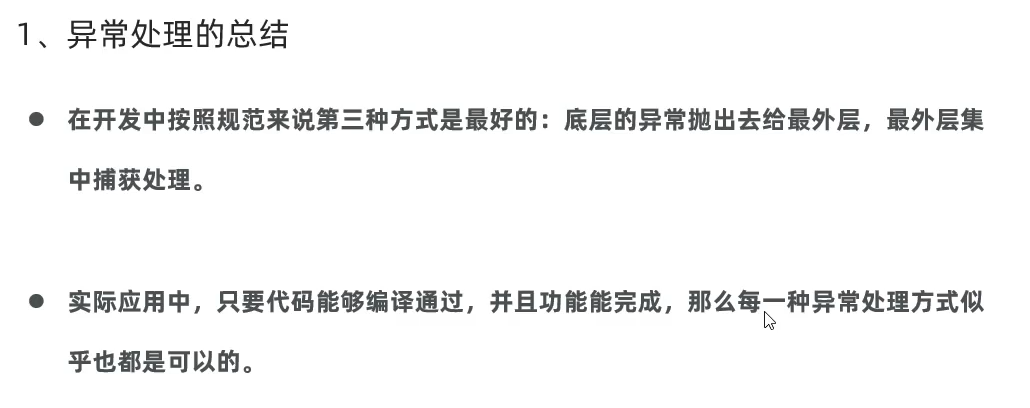 1、异常处理的总结
● 在开发中按照规范来说第三种方式是最好的：底层的异常抛出去给最外层，最外层集
中捕获处理。
● 实际应用中，只要代码能够编译通过，并且功能能完成，那么每一种异常处理方式似
乎也都是可以的。